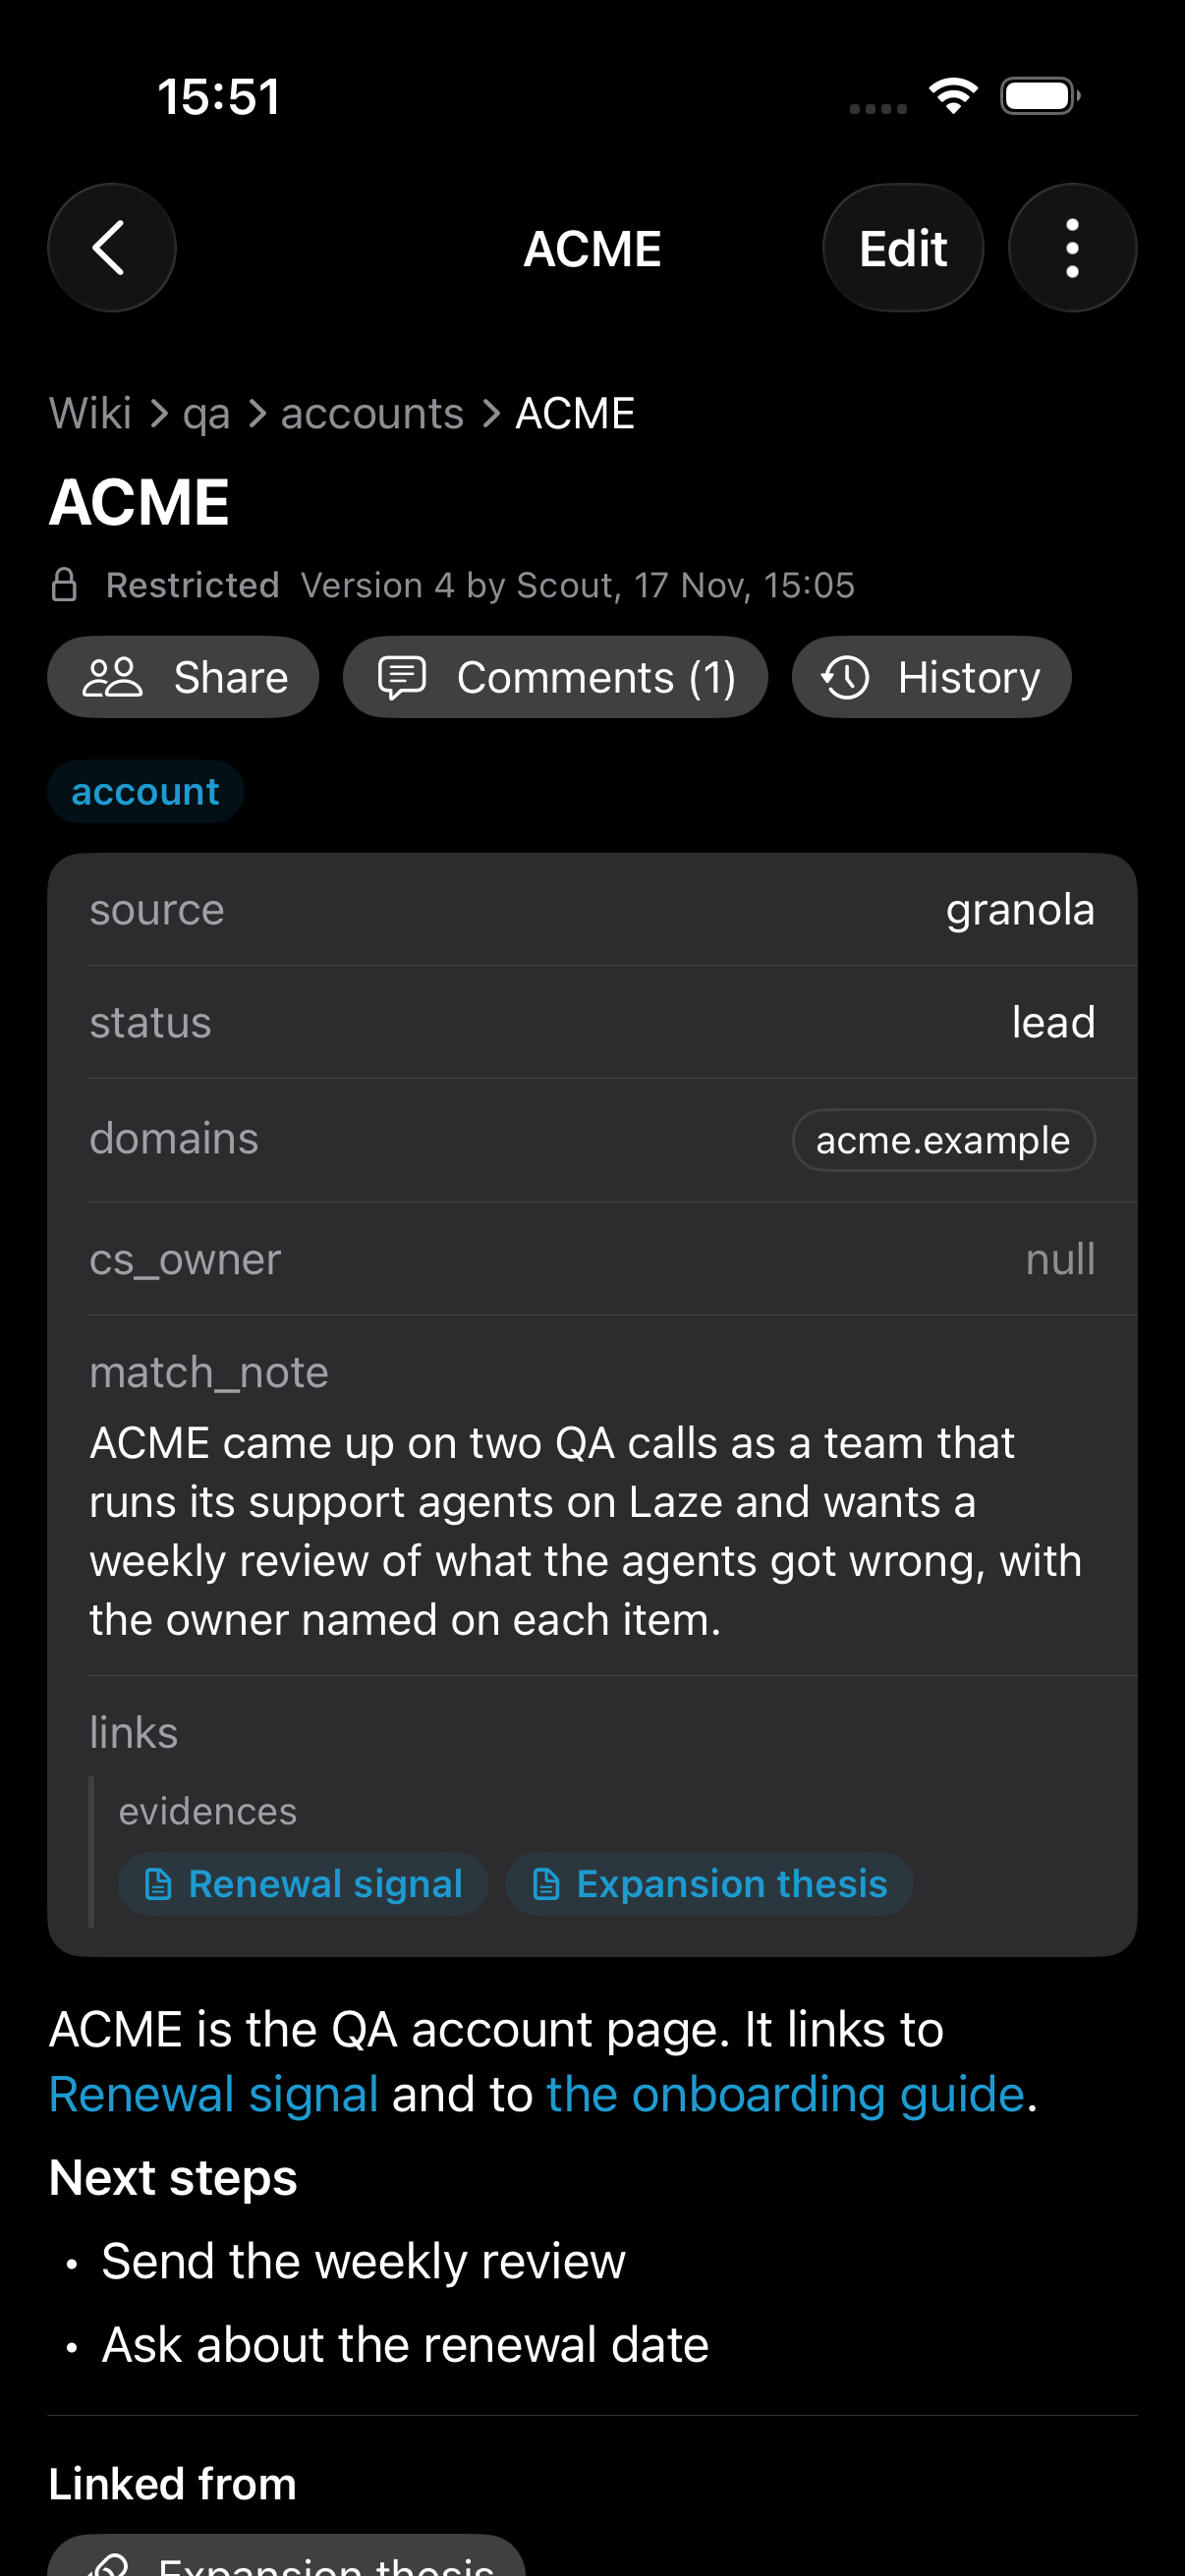 15:51
ACME
Edit
Wiki > qa > accounts > ACME
ACME
Restricted Version 4 by Scout, 17 Nov, 15:05
Share
Comments (1)
History
account
source granola
status lead
domains acme.example
cs_owner null
match_note
ACME came up on two QA calls as a team that
runs its support agents on Laze and wants a
weekly review of what the agents got wrong, with
the owner named on each item.
links
evidences
Renewal signal Expansion thesis
ACME is the QA account page. It links to
Renewal signal and to the onboarding guide.
Next steps
• Send the weekly review
• Ask about the renewal date
Linked from
Expansion thesis